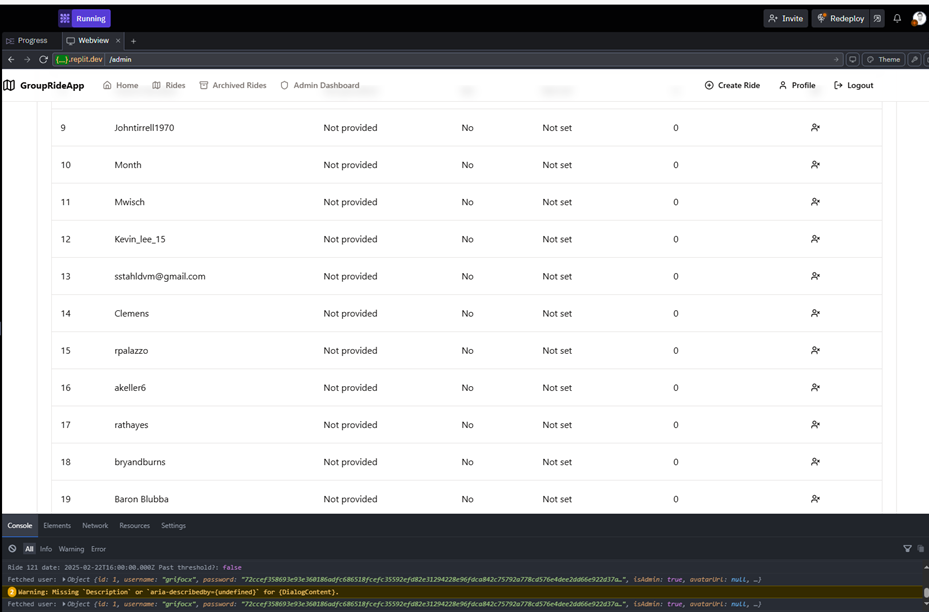 Running
Invite
Redeploy
Progress
Webview
{...}.replit.dev /admin
Theme
GroupRideApp Home Rides Archived Rides Admin Dashboard Create Ride Profile Logout
9 Johntirrell1970 Not provided No Not set 0
10 Month Not provided No Not set 0
11 Mwisch Not provided No Not set 0
12 Kevin_lee_15 Not provided No Not set 0
13 sstahldvm@gmail.com Not provided No Not set 0
14 Clemens Not provided No Not set 0
15 rpalazzo Not provided No Not set 0
16 akeller6 Not provided No Not set 0
17 rathayes Not provided No Not set 0
18 bryandburns Not provided No Not set 0
19 Baron Blubba Not provided No Not set 0
Console Elements Network Resources Settings
All Info Warning Error
Ride 121 date: 2025-02-22T16:00:00.000Z Past threshold?: false
Fetched user: Object {id: 1, username: "grifocx", password: isAdmin: true, avatarUrl: null, …}
2 Warning: Missing `Description` or `aria-describedby={undefined}` for {DialogContent}.
Fetched user: Object {id: 1, username: "grifocx", password: isAdmin: true, avatarUrl: null, …}